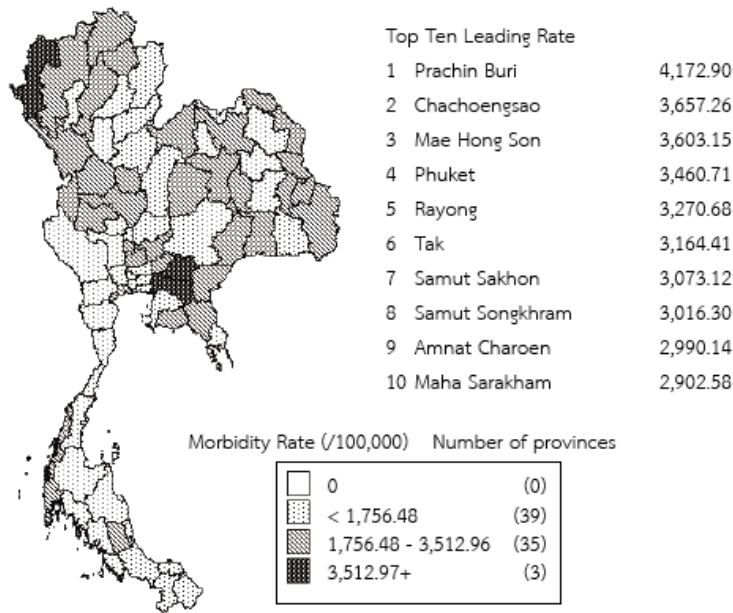 Top Ten Leading Rate
1 Prachin Buri 4,172.90
2 Chachoengsao 3,657.26
3 Mae Hong Son 3,603.15
4 Phuket 3,460.71
5 Rayong 3,270.68
6 Tak 3,164.41
7 Samut Sakhon 3,073.12
8 Samut Songkhram 3,016.30
9 Amnat Charoen 2,990.14
10 Maha Sarakham 2,902.58
Morbidity Rate (/100,000) Number of provinces
0 (0)
< 1,756.48 (39)
1,756.48 - 3,512.96 (35)
3,512.97+ (3)